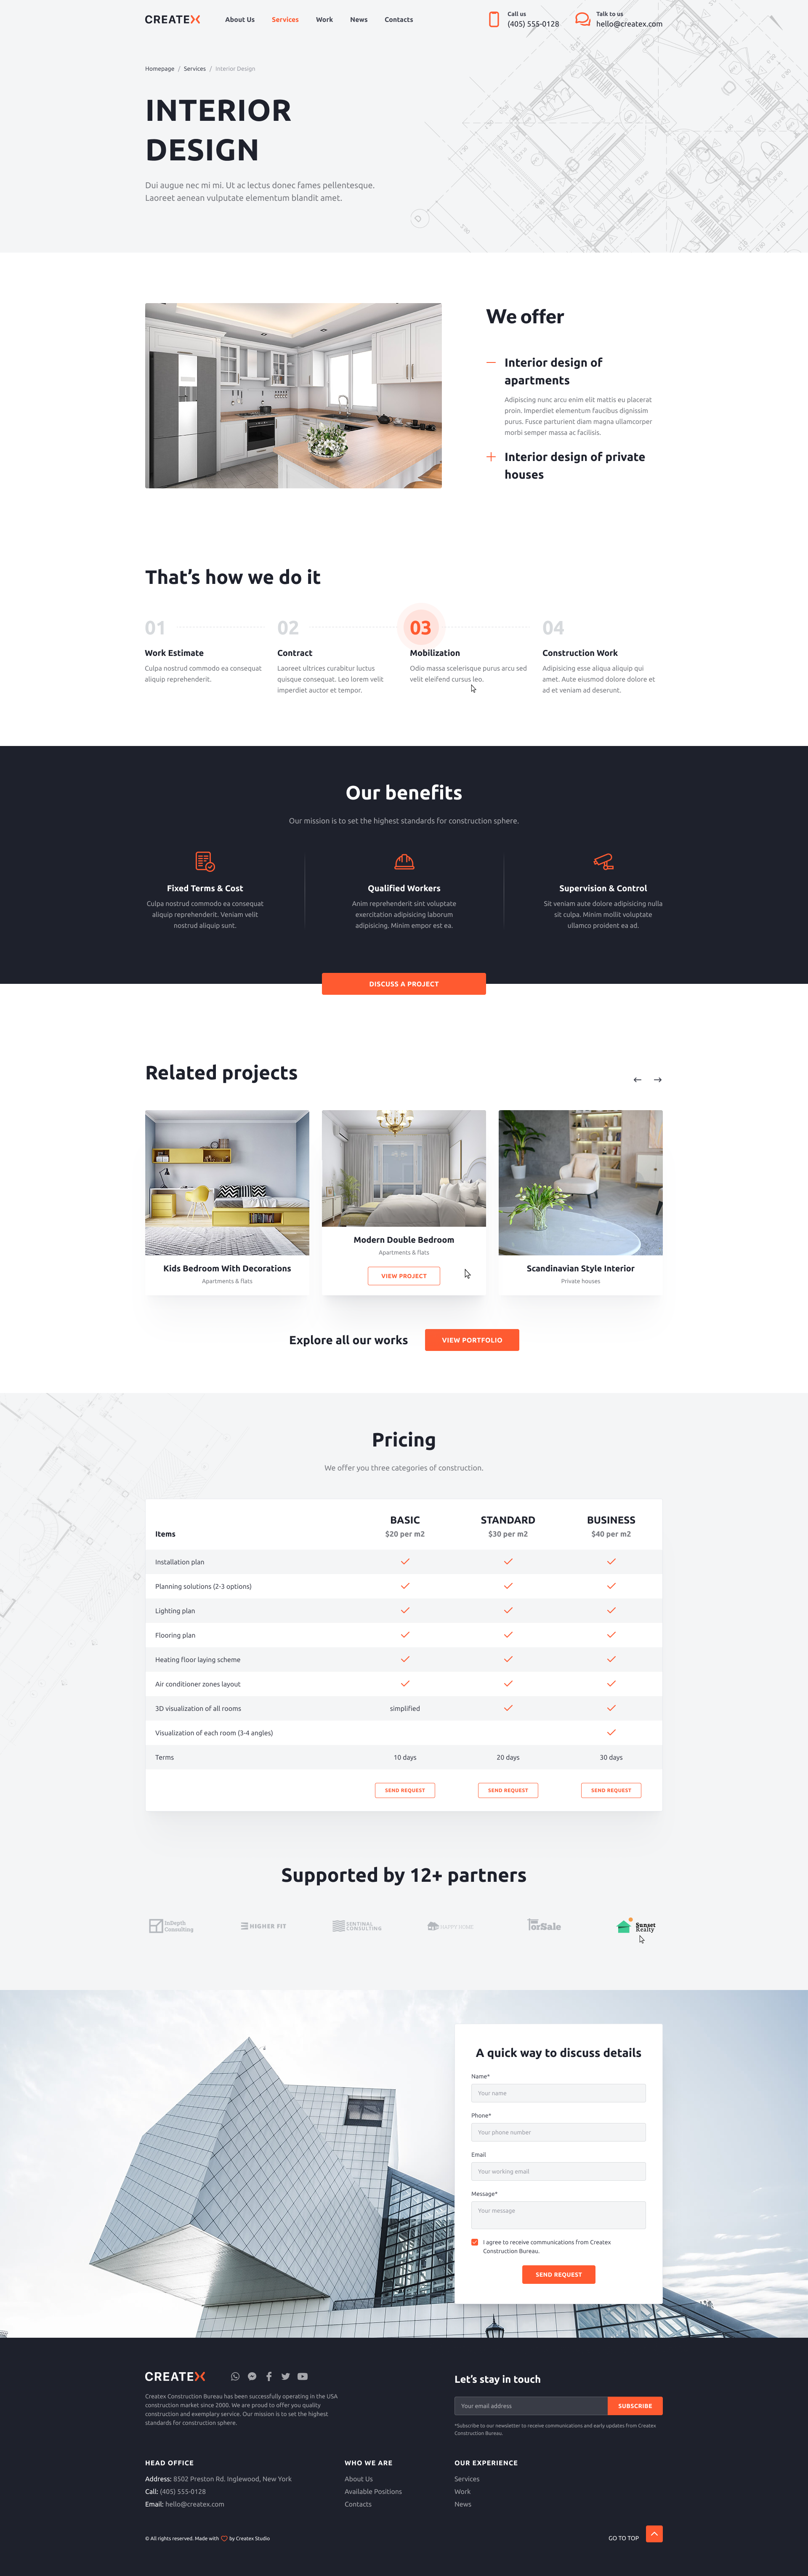 CREATEX
About Us
Services
Work
News
Contacts
Call us
(405) 555-0128
Talk to us
hello@createx.com
Homepage / Services / Interior Design
INTERIOR
DESIGN
Dui augue nec mi mi. Ut ac lectus donec fames pellentesque.
Laoreet aenean vulputate elementum blandit amet.
We offer
Interior design of
apartments
Adipiscing nunc arcu enim elit mattis eu placerat
proin. Imperdiet elementum faucibus dignissim
purus. Fusce parturient diam magna ullamcorper
morbi semper massa ac facilisis.
Interior design of private
houses
That's how we do it
01
Work Estimate
Culpa nostrud commodo ea consequat
aliquip reprehenderit.
02
Contract
Laoreet ultrices curabitur luctus
quisque consequat. Leo lorem velit
imperdiet auctor et tempor.
03
Mobilization
Odio massa scelerisque purus arcu sed
velit eleifend cursus leo.
04
Construction Work
Adipisicing esse aliqua aliquip qui
amet. Aute eiusmod dolore dolore et
ad et veniam ad deserunt.
Our benefits
Our mission is to set the highest standards for construction sphere.
Fixed Terms & Cost
Culpa nostrud commodo ea consequat
aliquip reprehenderit. Veniam velit
nostrud aliquip sunt.
Qualified Workers
Anim reprehenderit sint voluptate
exercitation adipisicing laborum
adipisicing. Minim empor est ea.
Supervision & Control
Sit veniam aute dolore adipisicing nulla
sit culpa. Minim mollit voluptate
ullamco proident ea ad.
DISCUSS A PROJECT
Related projects
Kids Bedroom With Decorations
Apartments & flats
Modern Double Bedroom
Apartments & flats
VIEW PROJECT
Scandinavian Style Interior
Private houses
Explore all our works
VIEW PORTFOLIO
Pricing
We offer you three categories of construction.
Items
BASIC
$20 per m2
STANDARD
$30 per m2
BUSINESS
$40 per m2
Installation plan
Planning solutions (2-3 options)
Lighting plan
Flooring plan
Heating floor laying scheme
Air conditioner zones layout
3D visualization of all rooms
simplified
Visualization of each room (3-4 angles)
Terms
10 days
20 days
30 days
SEND REQUEST
SEND REQUEST
SEND REQUEST
Supported by 12+ partners
InDepth
Consulting
HIGHER FIT
SENTINAL
CONSULTING
HAPPY HOME
forSale
Sunset
Realty
A quick way to discuss details
Name*
Your name
Phone*
Your phone number
Email
Your working email
Message*
Your message
I agree to receive communications from Createx
Construction Bureau.
SEND REQUEST
CREATEX
Createx Construction Bureau has been successfully operating in the USA
construction market since 2000. We are proud to offer you quality
construction and exemplary service. Our mission is to set the highest
standards for construction sphere.
Let's stay in touch
Your email address
SUBSCRIBE
*Subscribe to our newsletter to receive communications and early updates from Createx
Construction Bureau.
HEAD OFFICE
Address: 8502 Preston Rd. Inglewood, New York
Call: (405) 555-0128
Email: hello@createx.com
WHO WE ARE
About Us
Available Positions
Contacts
OUR EXPERIENCE
Services
Work
News
© All rights reserved. Made with by Createx Studio
GO TO TOP